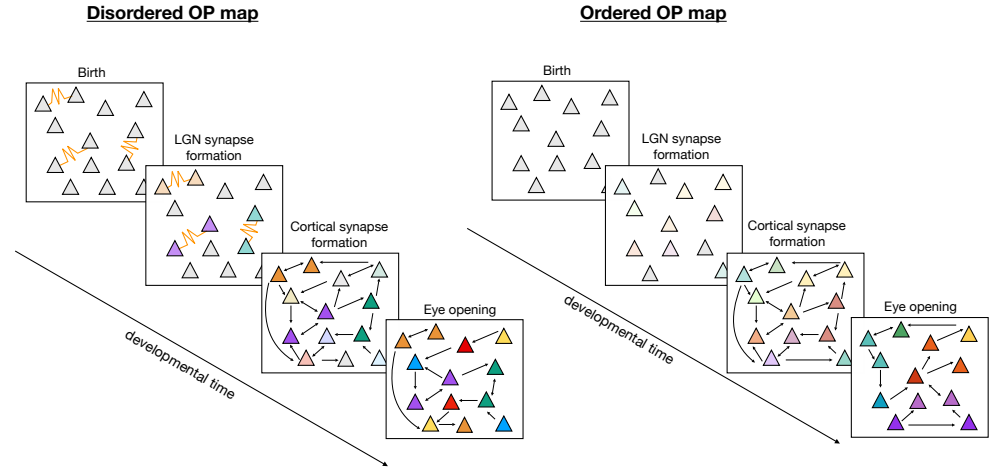 Disordered OP map
Birth
LGN synapse
formation
Cortical synapse
formation
Eye opening
developmental time
Ordered OP map
Birth
LGN synapse
formation
Cortical synapse
formation
Eye opening
developmental time